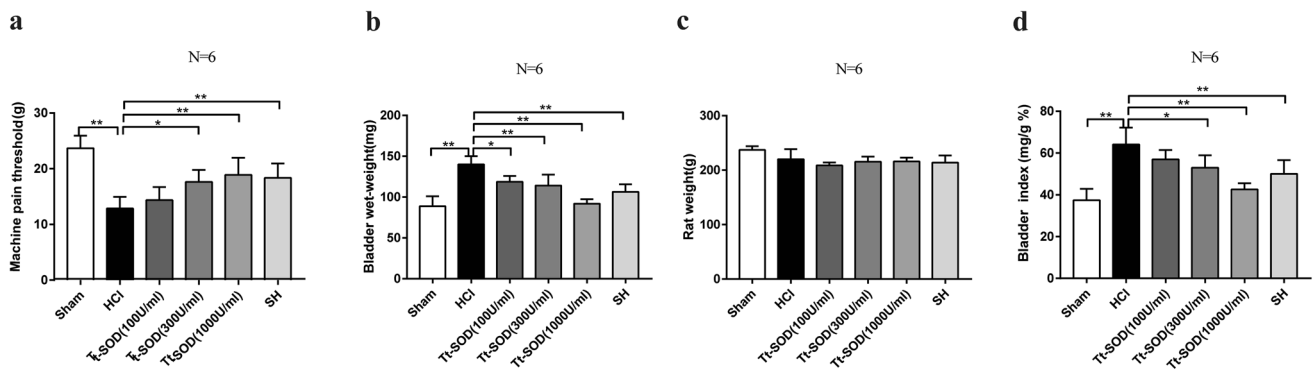 a
N=6
Machine pain threshold(g)
30
20
10
0
**
*
**
**
Sham
HCl
Tt-SOD(100U/ml)
Tt-SOD(300U/ml)
Tt-SOD(1000U/ml)
SH
b
N=6
Bladder wet-weight(mg)
200
150
100
50
0
**
*
**
**
**
Sham
HCl
Tt-SOD(100U/ml)
Tt-SOD(300U/ml)
Tt-SOD(1000U/ml)
SH
c
N=6
Rat weight(g)
300
200
100
0
Sham
HCl
Tt-SOD(100U/ml)
Tt-SOD(300U/ml)
Tt-SOD(1000U/ml)
SH
d
N=6
Bladder index (mg/g %)
80
60
40
20
0
**
*
**
**
Sham
HCl
Tt-SOD(100U/ml)
Tt-SOD(300U/ml)
Tt-SOD(1000U/ml)
SH